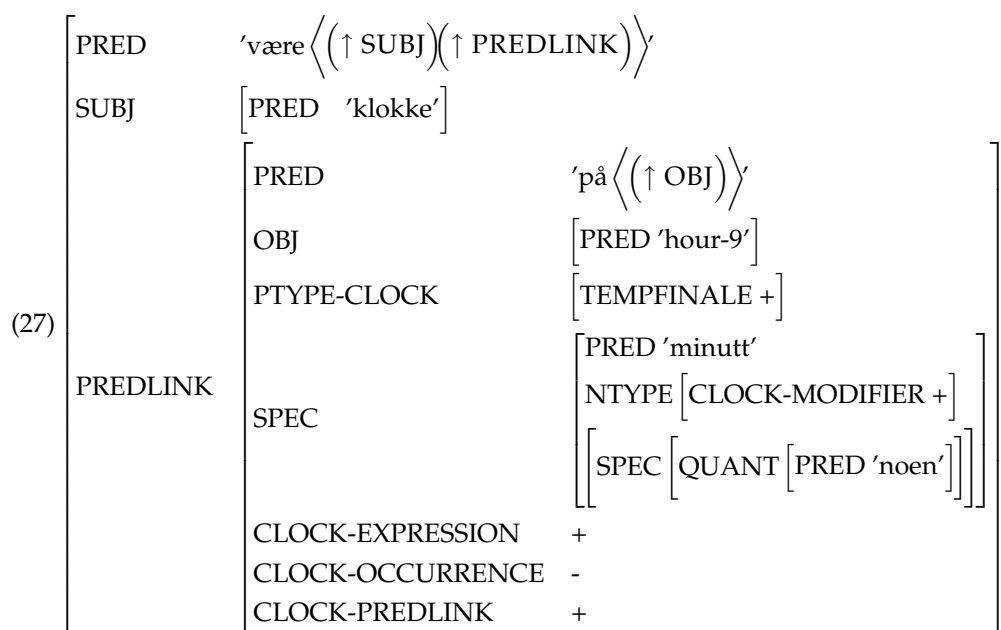 PRED 'være⟨(↑ SUBJ)(↑ PREDLINK)⟩'
SUBJ [PRED 'klokke']
PRED 'på⟨(↑ OBJ)⟩'
OBJ [PRED 'hour-9']
PTYPE-CLOCK [TEMPFINALE +]
(27)
PREDLINK
SPEC
PRED 'minutt'
NTYPE [CLOCK-MODIFIER +]
[[SPEC [QUANT [PRED 'noen']]]]
CLOCK-EXPRESSION +
CLOCK-OCCURRENCE -
CLOCK-PREDLINK +